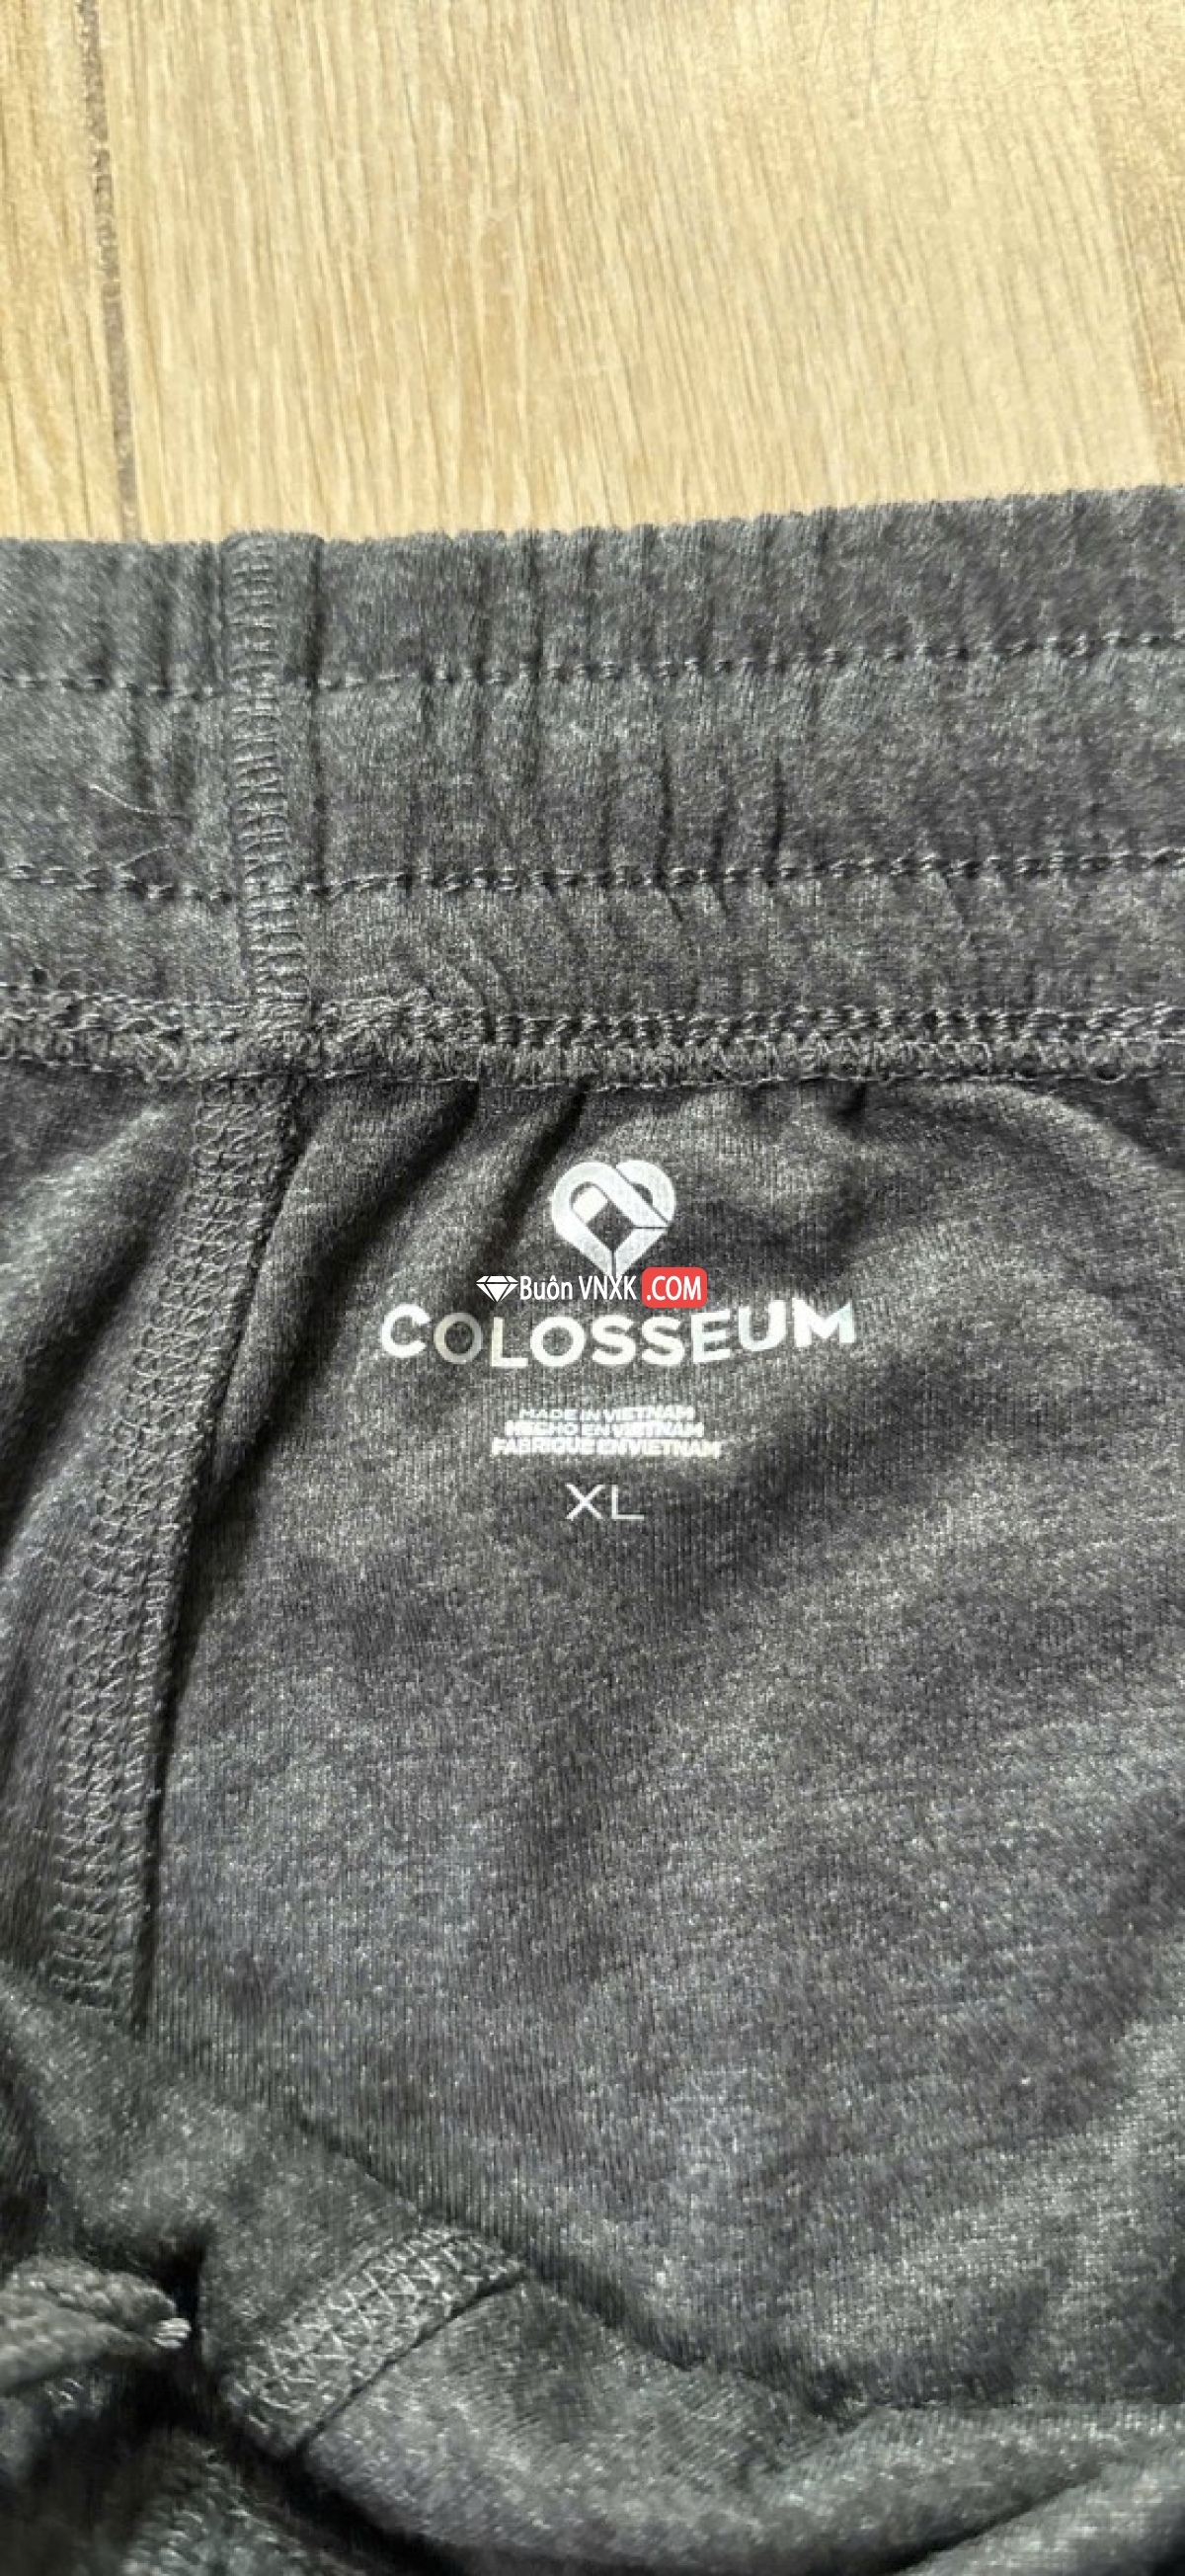 Buôn VNXK .COM
COLOSSEUM
MADE IN VIETNAM
HECHO EN VIETNAM
FABRIQUE EN VIETNAM
XL